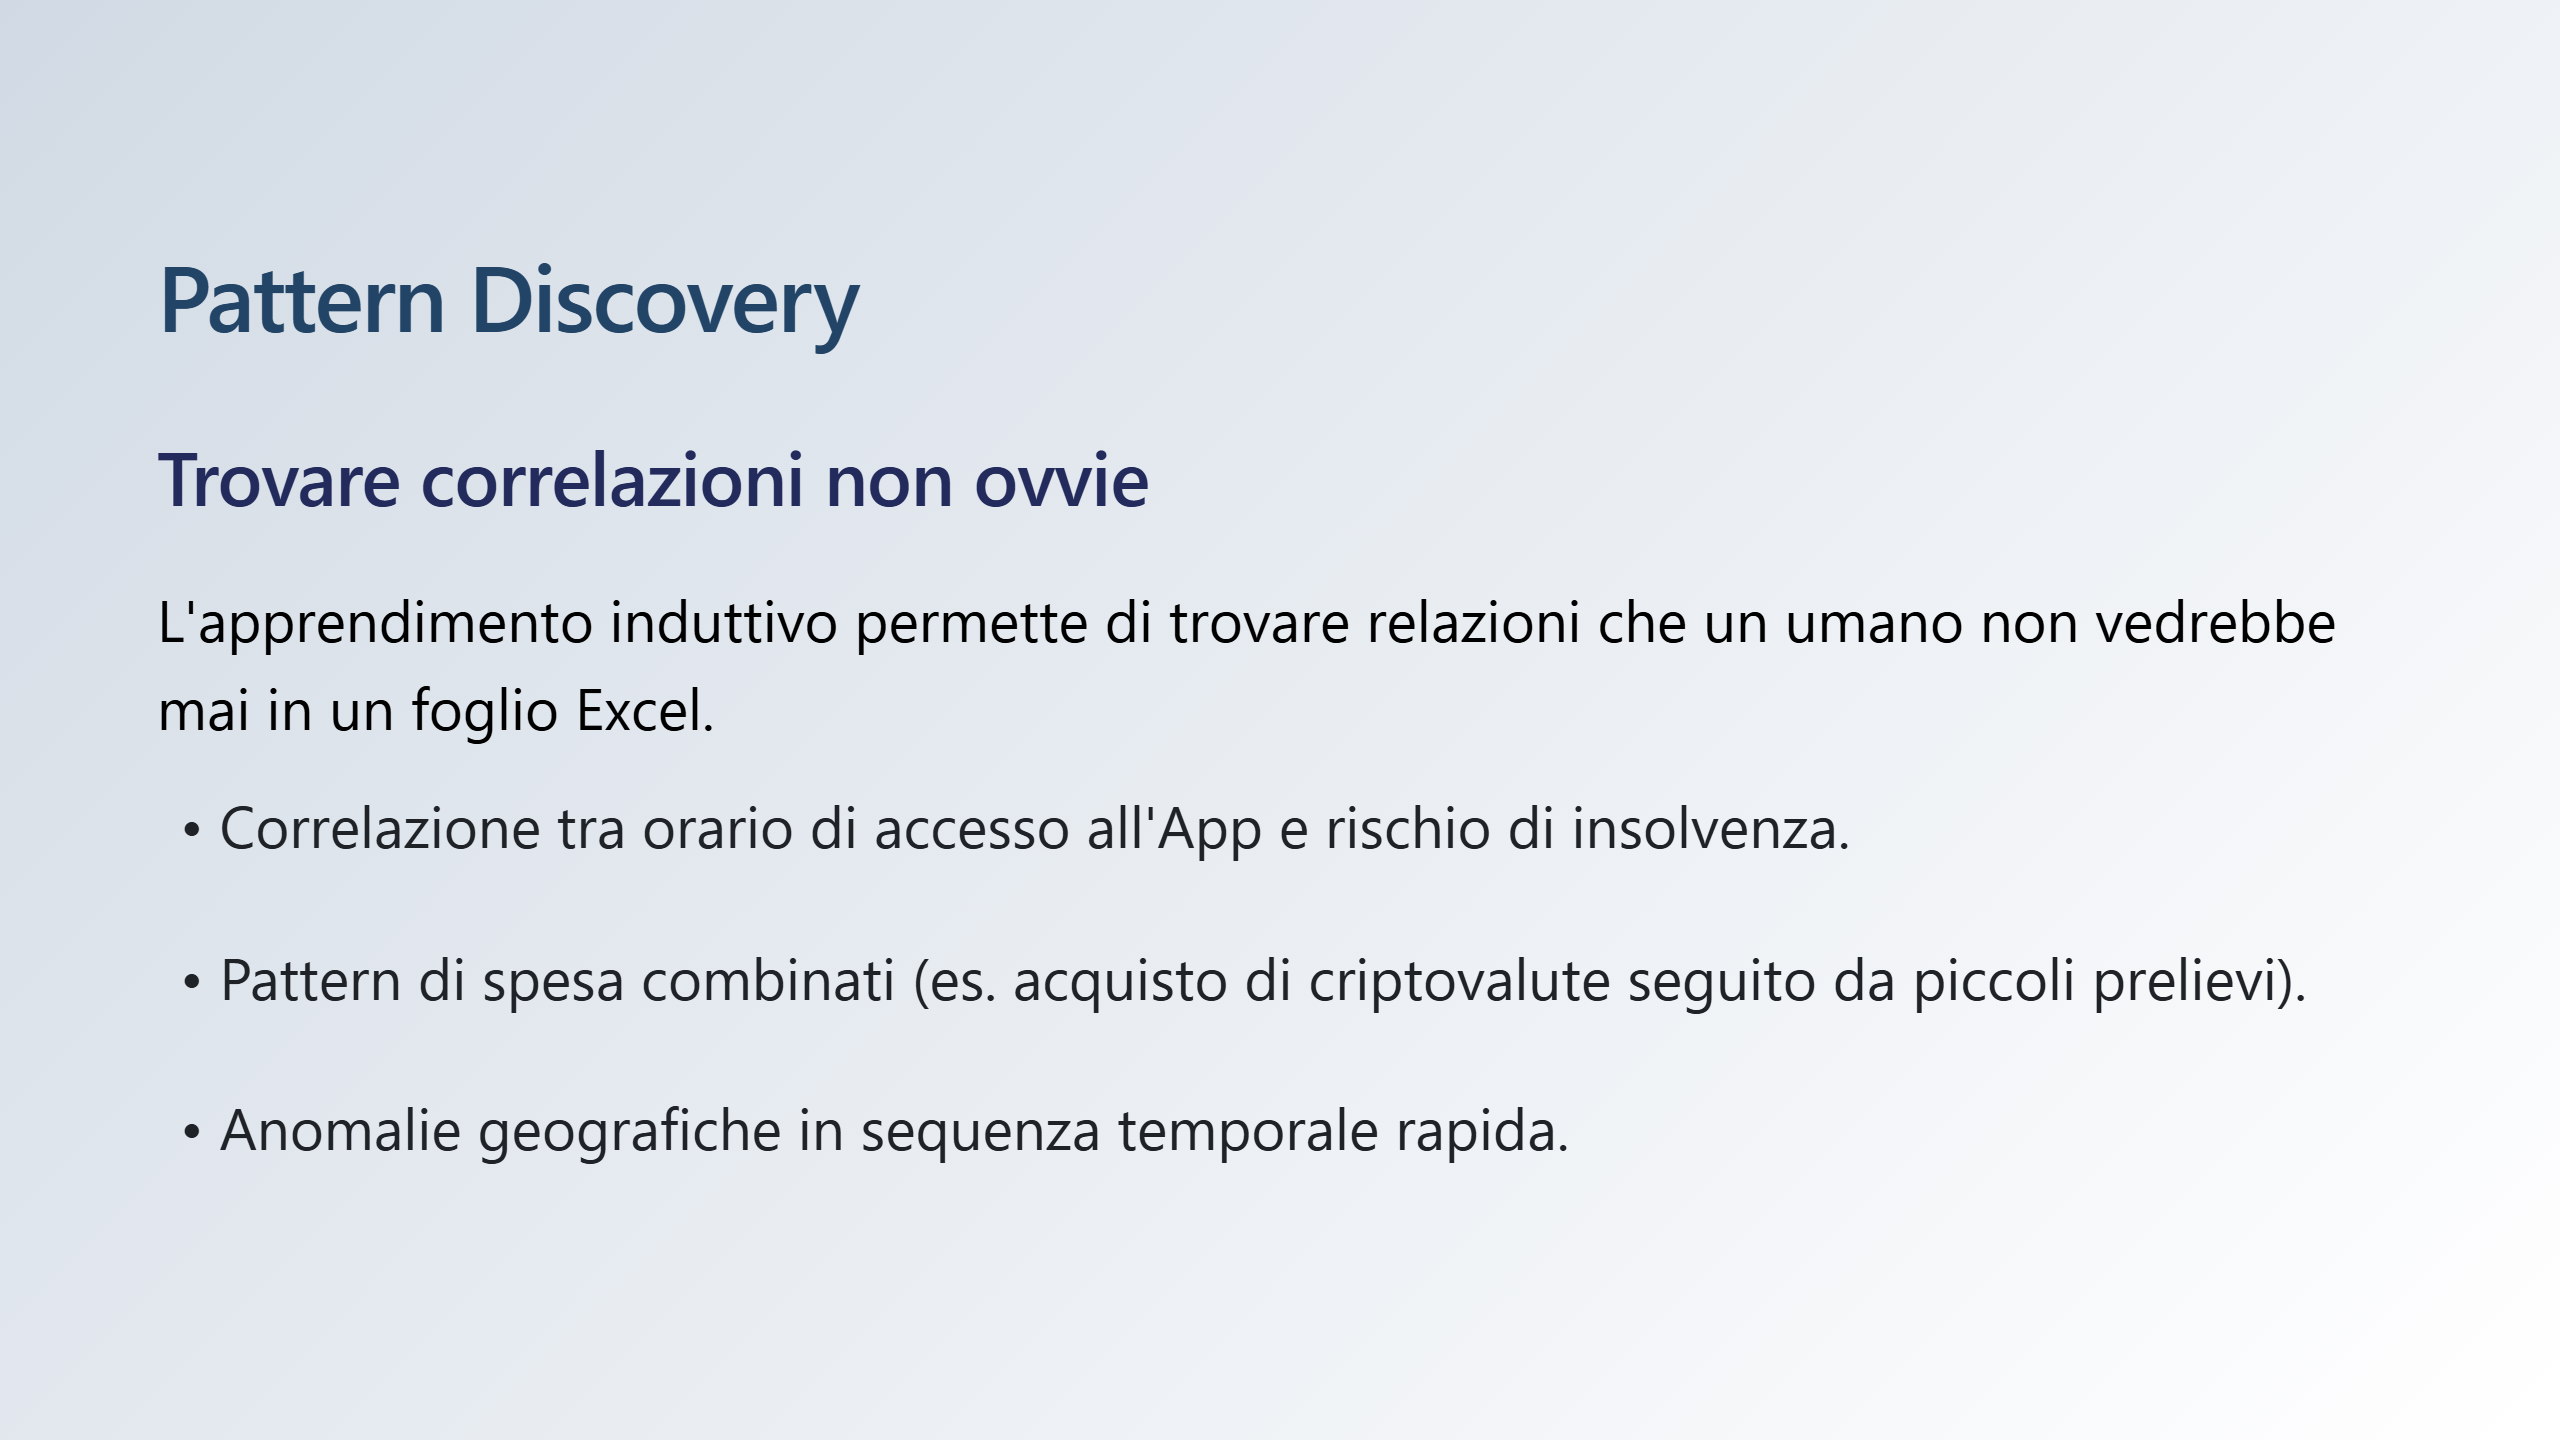 Pattern Discovery
Trovare correlazioni non ovvie
L'apprendimento induttivo permette di trovare relazioni che un umano non vedrebbe
mai in un foglio Excel.
• Correlazione tra orario di accesso all'App e rischio di insolvenza.
• Pattern di spesa combinati (es. acquisto di criptovalute seguito da piccoli prelievi).
• Anomalie geografiche in sequenza temporale rapida.